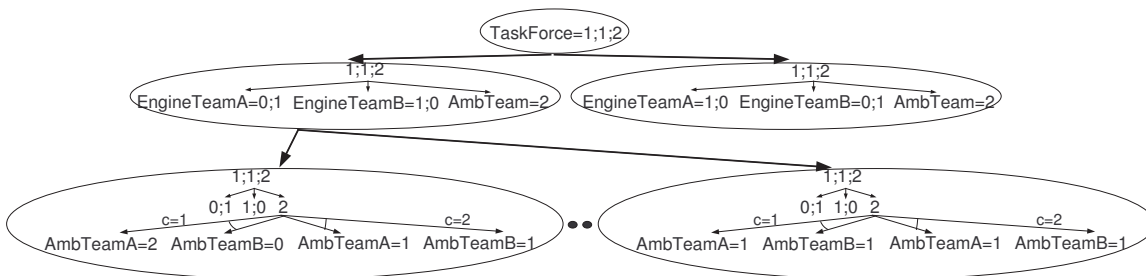 TaskForce=1;1;2
1;1;2
1;1;2
EngineTeamA=0;1 EngineTeamB=1;0 AmbTeam=2
EngineTeamA=1;0 EngineTeamB=0;1 AmbTeam=2
1;1;2
0;1 1;0 2
c=1 c=2
AmbTeamA=2 AmbTeamB=0 AmbTeamA=1 AmbTeamB=1
1;1;2
0;1 1;0 2
c=1 c=2
AmbTeamA=1 AmbTeamB=1 AmbTeamA=1 AmbTeamB=1